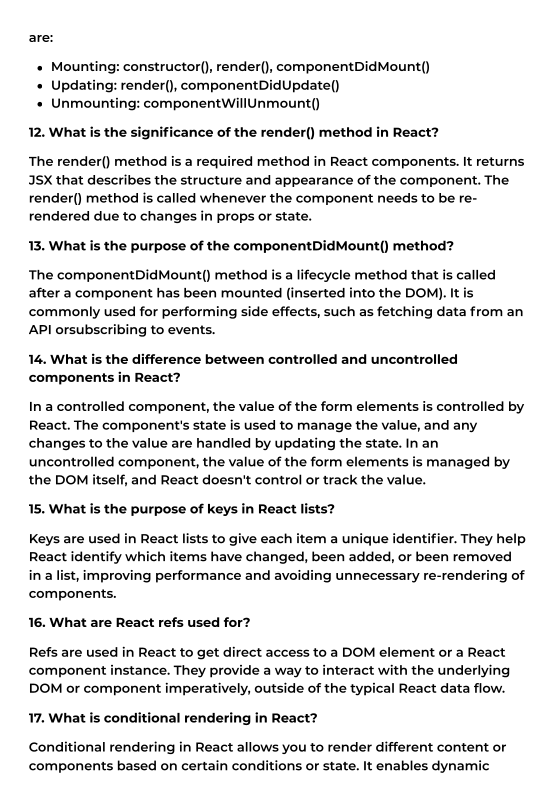 are:
• Mounting: constructor(), render(), componentDidMount()
• Updating: render(), componentDidUpdate()
• Unmounting: componentWillUnmount()
12. What is the significance of the render() method in React?
The render() method is a required method in React components. It returns
JSX that describes the structure and appearance of the component. The
render() method is called whenever the component needs to be re-
rendered due to changes in props or state.
13. What is the purpose of the componentDidMount() method?
The componentDidMount() method is a lifecycle method that is called
after a component has been mounted (inserted into the DOM). It is
commonly used for performing side effects, such as fetching data from an
API orsubscribing to events.
14. What is the difference between controlled and uncontrolled
components in React?
In a controlled component, the value of the form elements is controlled by
React. The component's state is used to manage the value, and any
changes to the value are handled by updating the state. In an
uncontrolled component, the value of the form elements is managed by
the DOM itself, and React doesn't control or track the value.
15. What is the purpose of keys in React lists?
Keys are used in React lists to give each item a unique identifier. They help
React identify which items have changed, been added, or been removed
in a list, improving performance and avoiding unnecessary re-rendering of
components.
16. What are React refs used for?
Refs are used in React to get direct access to a DOM element or a React
component instance. They provide a way to interact with the underlying
DOM or component imperatively, outside of the typical React data flow.
17. What is conditional rendering in React?
Conditional rendering in React allows you to render different content or
components based on certain conditions or state. It enables dynamic